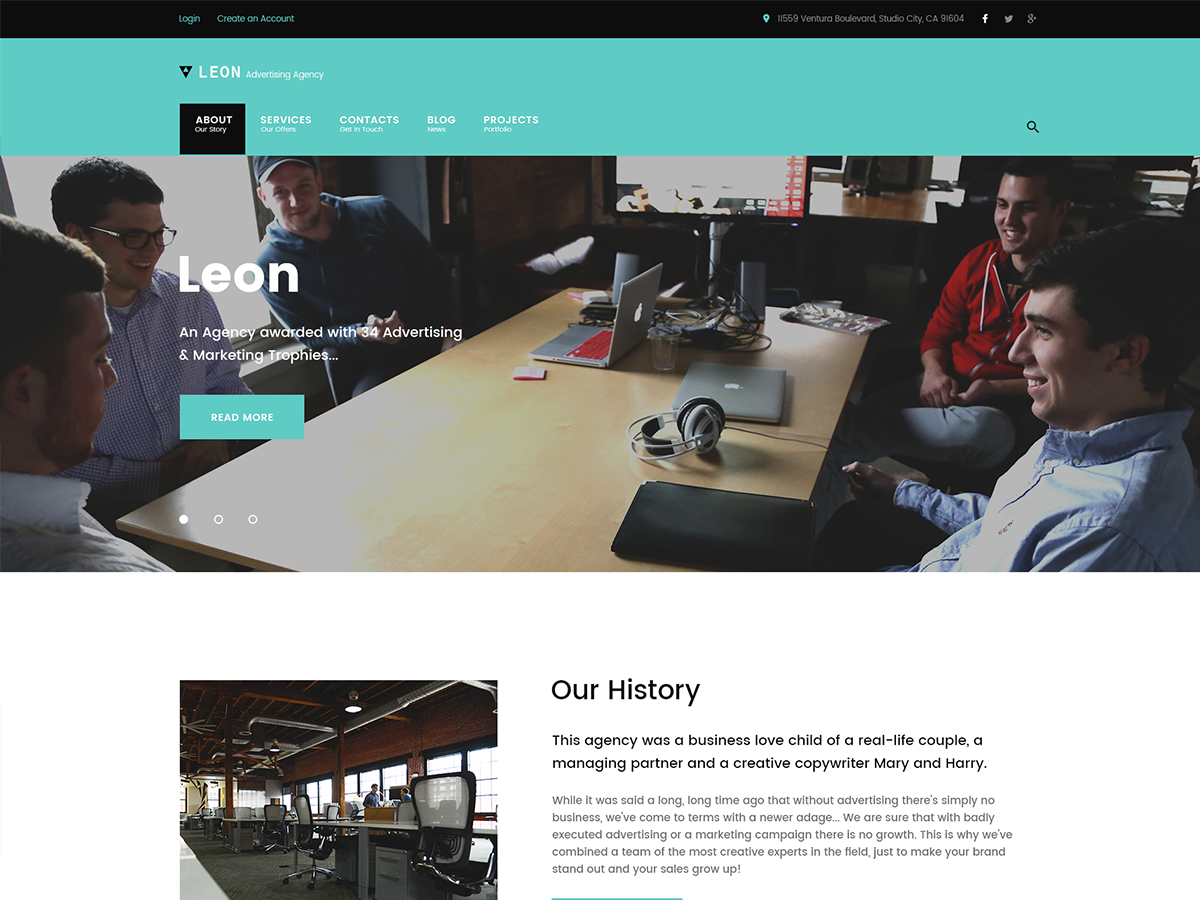 Login Create an Account 11559 Ventura Boulevard, Studio City, CA 91604
LEON Advertising Agency
ABOUT SERVICES CONTACTS BLOG PROJECTS
Our Story Our Offers Get in Touch News Portfolio
Leon
An Agency awarded with 34 Advertising
& Marketing Trophies...
READ MORE
Our History
This agency was a business love child of a real-life couple, a
managing partner and a creative copywriter Mary and Harry.
While it was said a long, long time ago that without advertising there's simply no
business, we've come to terms with a newer adage... We are sure that with badly
executed advertising or a marketing campaign there is no growth. This is why we've
combined a team of the most creative experts in the field, just to make your brand
stand out and your sales grow up!